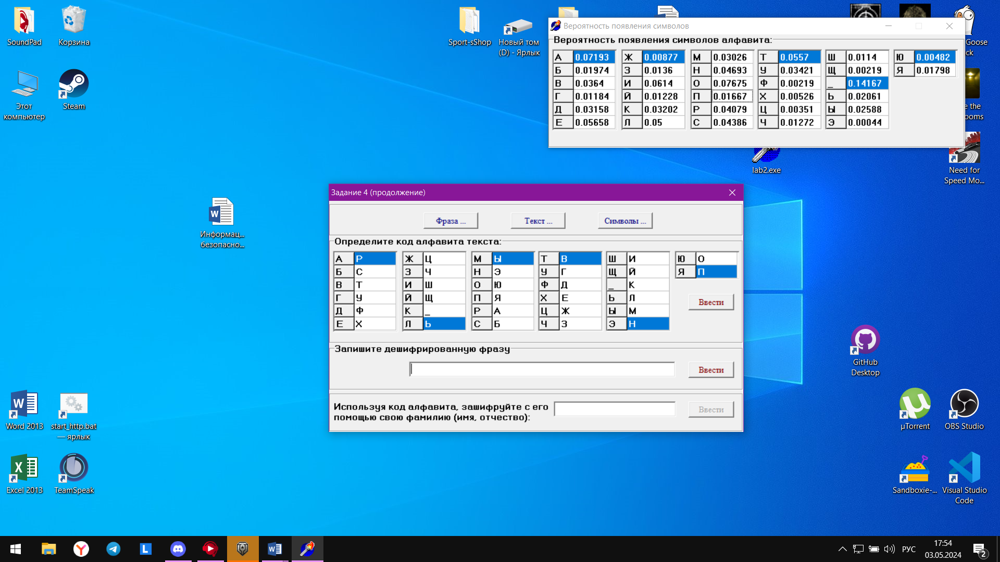 SoundPad
Корзина
Sport-sShop
Новый том
(D) - Ярлык
Goose
ck
Этот
компьютер
Steam
e the
ooms
Вероятность появления символов
Вероятность появления символов алфавита:
А 0.07193 Ж 0.00877 М 0.03026 Т 0.0557 Ш 0.0114 Ю 0.00482
Б 0.01974 З 0.0136 Н 0.04693 У 0.03421 Щ 0.00219 Я 0.01798
В 0.0364 И 0.0614 О 0.07675 Ф 0.00219 _ 0.14167
Г 0.01184 Й 0.01228 П 0.01667 Х 0.00526 Ь 0.02061
Д 0.03158 К 0.03202 Р 0.04079 Ц 0.00351 Ы 0.02588
Е 0.05658 Л 0.05 С 0.04386 Ч 0.01272 Э 0.00044
lab2.exe
Need for
Speed Mo...
Информац...
безопасно...
Задание 4 (продолжение)
Фраза ... Текст ... Символы ...
Определите код алфавита текста:
А Р Ж Ц М Ы Т В Ш И Ю О
Б С З Ч Н Э У Г Щ Й Я П
В Т И Ш О Ю Ф Д _ К
Г У Й Щ П Я Х Е Ь Л
Д Ф К _ Р А Ц Ж Ы М
Е Х Л Ь С Б Ч З Э Н
Ввести
Запишите дешифрированную фразу
Ввести
Используя код алфавита, зашифруйте с его
помощью свою фамилию (имя, отчество):
Ввести
GitHub
Desktop
Word 2013
start_http.bat
— ярлык
µTorrent
OBS Studio
Excel 2013
TeamSpeak
Sandboxie-...
Visual Studio
Code
РУС
17:54
03.05.2024
2